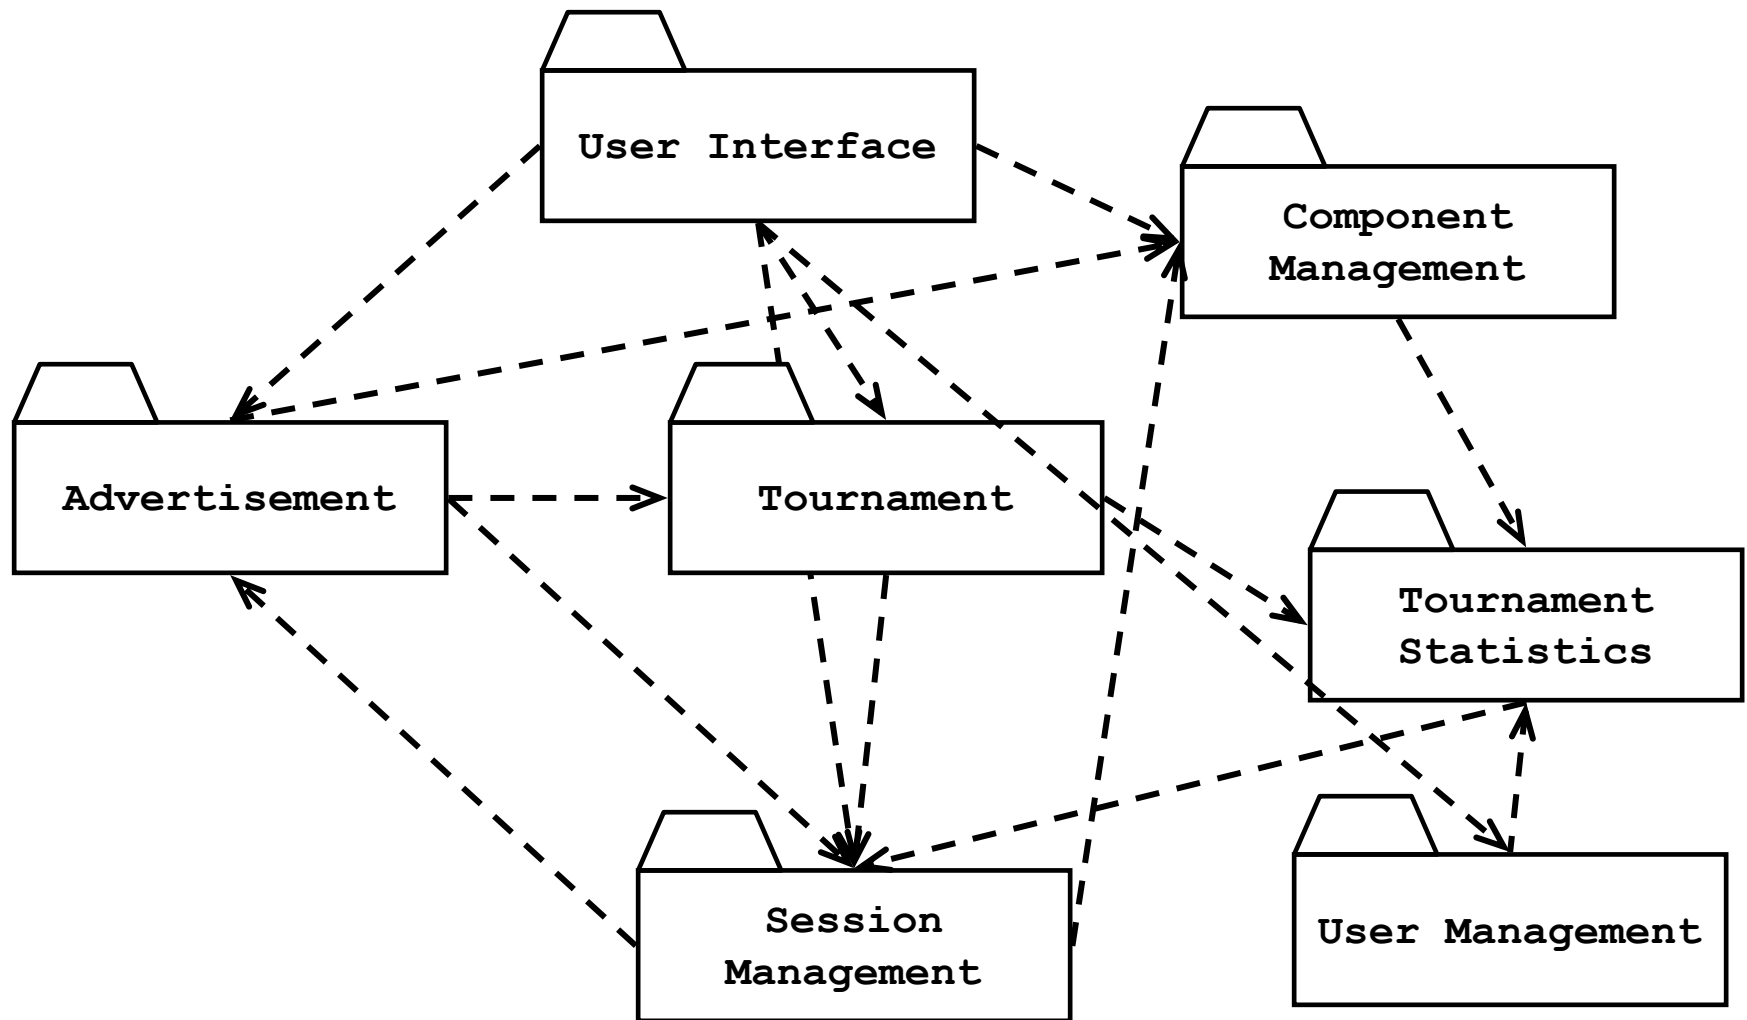 User Interface
Component
Management
Advertisement
Tournament
Tournament
Statistics
Session
Management
User Management